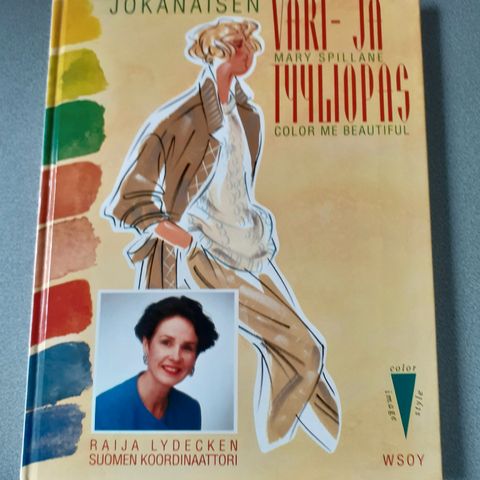 JOKANAISEN
VÄRI- JA
MARY SPILLANE
TYYLIOPAS
COLOR ME BEAUTIFUL
color
image
style
RAIJA LYDECKEN
SUOMEN KOORDINAATTORI
WSOY